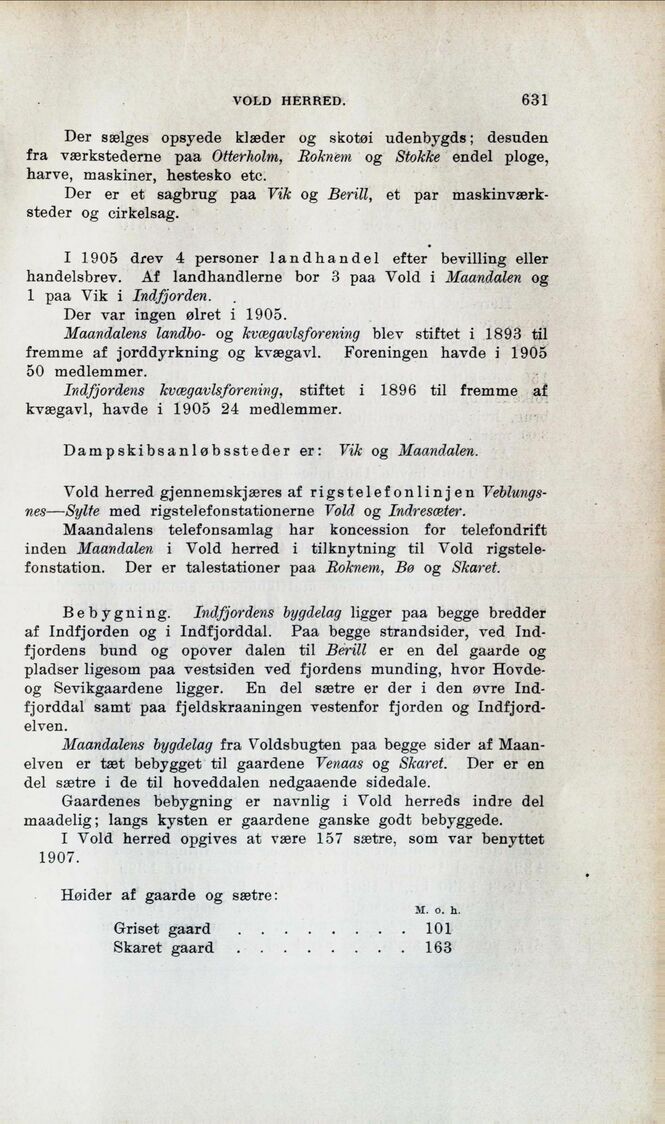 VOLD HERRED. 631
Der sælges opsyede klæder og skotøi udenbygds; desuden
fra værkstederne paa Otterholm, Roknem og Stokke endel ploge,
harve, maskiner, hestesko etc.
Der er et sagbrug paa Vik og Berill, et par maskinværk-
steder og cirkelsag.
I 1905 drev 4 personer landhandel efter bevilling eller
handelsbrev. Af landhandlerne bor 3 paa Vold i Maandalen og
1 paa Vik i Indfjorden.
Der var ingen ølret i 1905.
Maandalens landbo- og kvægavlsforening blev stiftet i 1893 til
fremme af jorddyrkning og kvægavl. Foreningen havde i 1905
50 medlemmer.
Indfjordens kvægavlsforening, stiftet i 1896 til fremme af
kvægavl, havde i 1905 24 medlemmer.
Dampskibsanløbssteder er: Vik og Maandalen.
Vold herred gjennemskjæres af rigstelefonlinjen Veblungs-
nes—Sylte med rigstelefonstationerne Vold og Indresæter.
Maandalens telefonsamlag har koncession for telefondrift
inden Maandalen i Vold herred i tilknytning til Vold rigstele-
fonstation. Der er talestationer paa Roknem, Bø og Skaret.
Bebygning. Indfjordens bygdelag ligger paa begge bredder
af Indfjorden og i Indfjorddal. Paa begge strandsider, ved Ind-
fjordens bund og opover dalen til Berill er en del gaarde og
pladser ligesom paa vestsiden ved fjordens munding, hvor Hovde-
og Sevikgaardene ligger. En del sætre er der i den øvre Ind-
fjorddal samt paa fjeldskraaningen vestenfor fjorden og Indfjord-
elven.
Maandalens bygdelag fra Voldsbugten paa begge sider af Maan-
elven er tæt bebygget til gaardene Venaas og Skaret. Der er en
del sætre i de til hoveddalen nedgaaende sidedale.
Gaardenes bebygning er navnlig i Vold herreds indre del
maadelig; langs kysten er gaardene ganske godt bebyggede.
I Vold herred opgives at være 157 sætre, som var benyttet
1907.
Høider af gaarde og sætre:
M. o. h.
Griset gaard . . . . . . . . 101
Skaret gaard . . . . . . . . 163